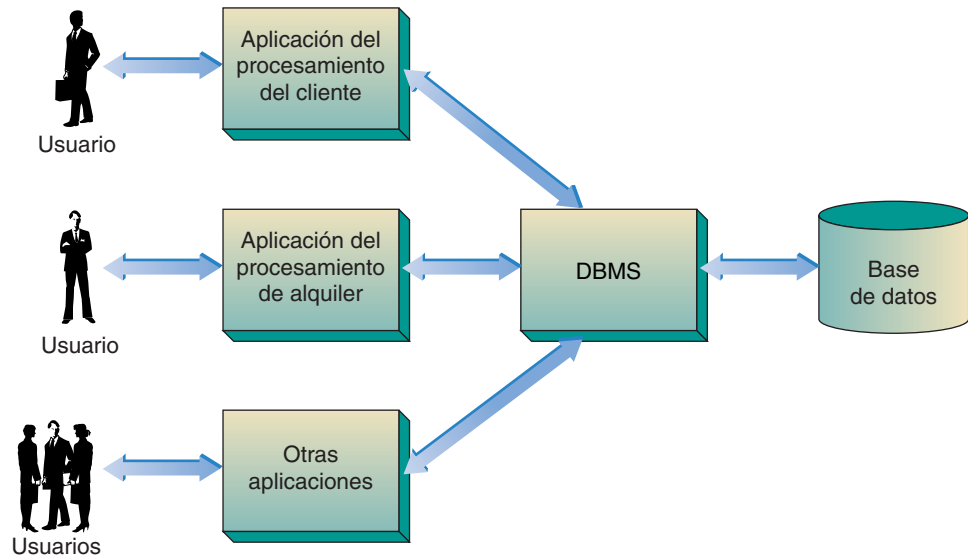 Aplicación del
procesamiento
del cliente
Usuario
Aplicación del
procesamiento
de alquiler
DBMS
Base
de datos
Usuario
Otras
aplicaciones
Usuarios